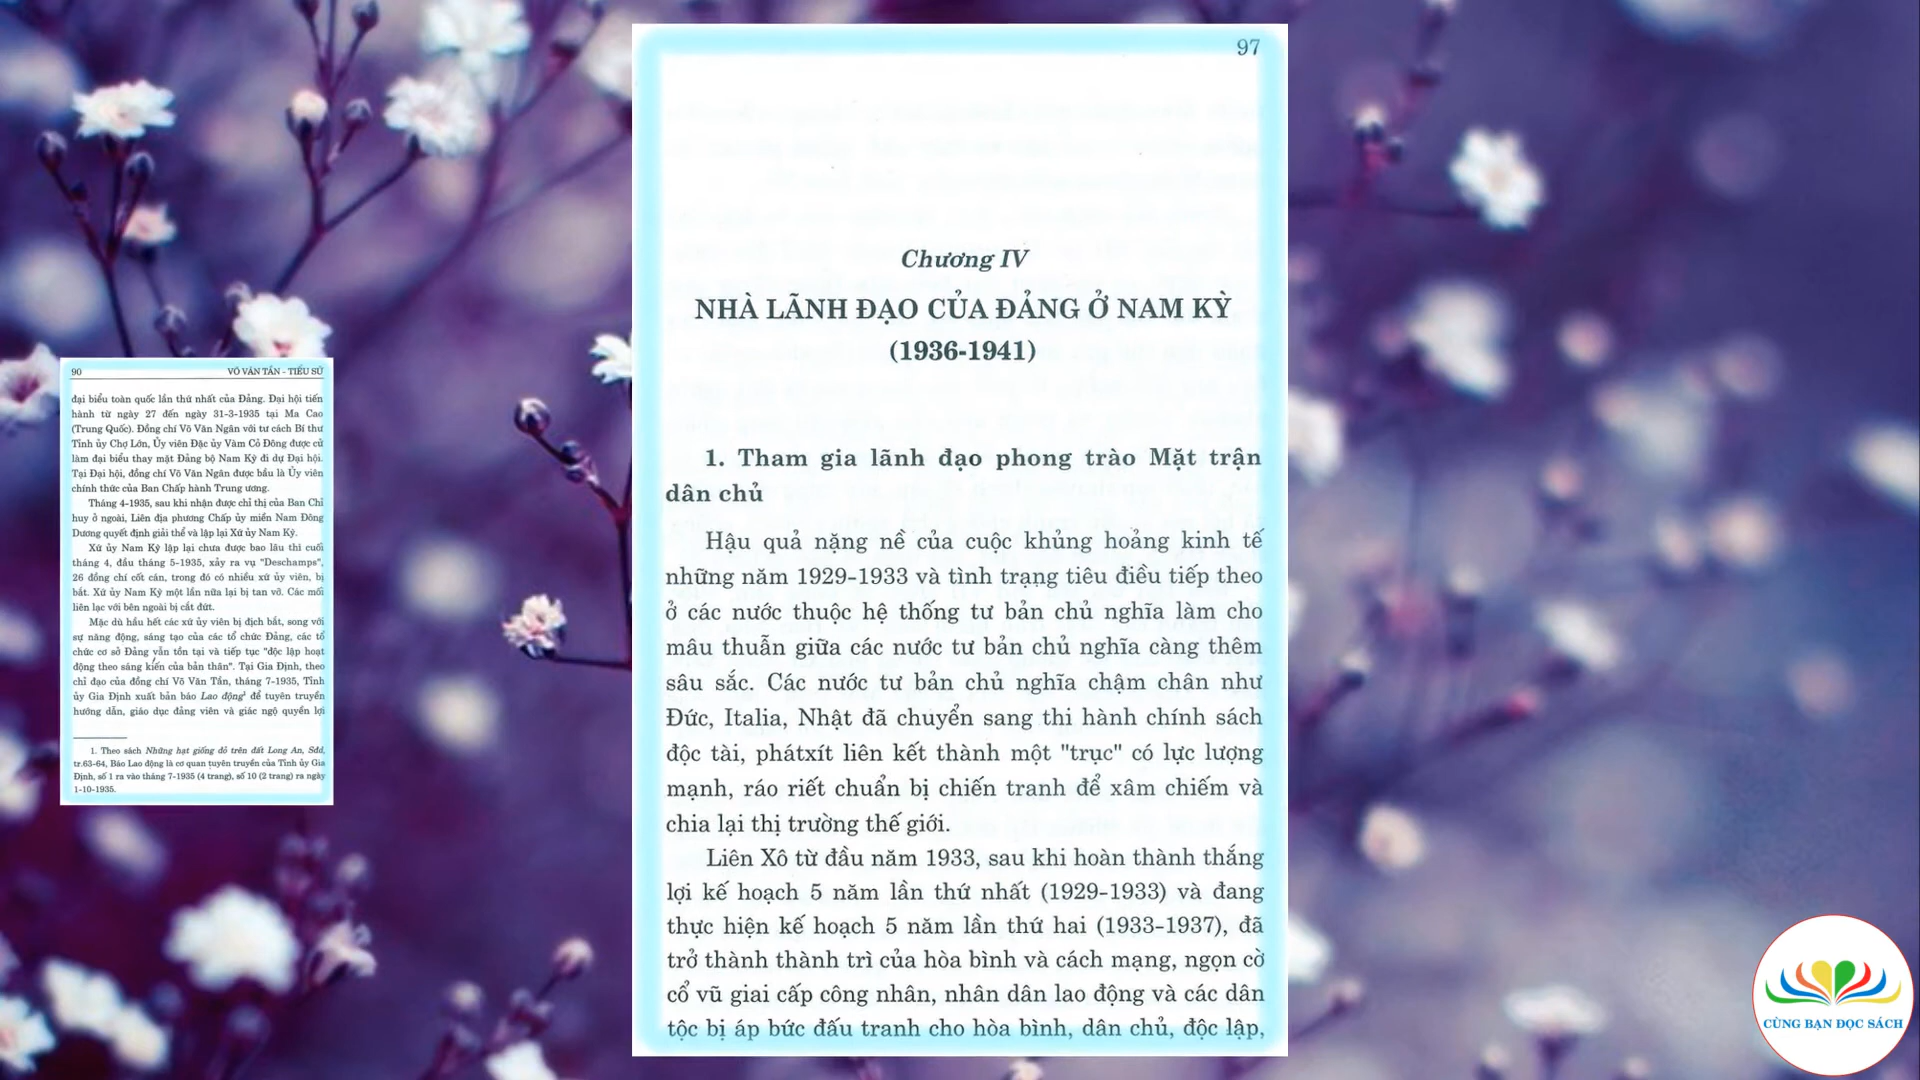 90 VÕ VĂN TẦN - TIỂU SỬ
đại biểu toàn quốc lần thứ nhất của Đảng. Đại hội tiến
hành từ ngày 27 đến ngày 31-3-1935 tại Ma Cao
(Trung Quốc). Đồng chí Võ Văn Ngân với tư cách Bí thư
Tỉnh ủy Chợ Lớn, Ủy viên Đặc ủy Vàm Cỏ Đông được cử
làm đại biểu thay mặt Đảng bộ Nam Kỳ đi dự Đại hội.
Tại Đại hội, đồng chí Võ Văn Ngân được bầu là Ủy viên
chính thức của Ban Chấp hành Trung ương.
Tháng 4-1935, sau khi nhận được chỉ thị của Ban Chỉ
huy ở ngoài, Liên địa phương Chấp ủy miền Nam Đông
Dương quyết định giải thể và lập lại Xứ ủy Nam Kỳ.
Xứ ủy Nam Kỳ lập lại chưa được bao lâu thì cuối
tháng 4, đầu tháng 5-1935, xảy ra vụ "Deschamps",
26 đồng chí cốt cán, trong đó có nhiều xứ ủy viên, bị
bắt. Xứ ủy Nam Kỳ một lần nữa lại bị tan vỡ. Các mối
liên lạc với bên ngoài bị cắt đứt.
Mặc dù hầu hết các xứ ủy viên bị địch bắt, song với
sự năng động, sáng tạo của các tổ chức Đảng, các tổ
chức cơ sở Đảng vẫn tồn tại và tiếp tục "độc lập hoạt
động theo sáng kiến của bản thân". Tại Gia Định, theo
chỉ đạo của đồng chí Võ Văn Tần, tháng 7-1935, Tỉnh
ủy Gia Định xuất bản báo Lao động¹ để tuyên truyền
hướng dẫn, giáo dục đảng viên và giác ngộ quyền lợi
1. Theo sách Những hạt giống đỏ trên đất Long An, Sđd,
tr.63-64, Báo Lao động là cơ quan tuyên truyền của Tỉnh ủy Gia
Định, số 1 ra vào tháng 7-1935 (4 trang), số 10 (2 trang) ra ngày
1-10-1935.
97
Chương IV
NHÀ LÃNH ĐẠO CỦA ĐẢNG Ở NAM KỲ
(1936-1941)
1. Tham gia lãnh đạo phong trào Mặt trận
dân chủ
Hậu quả nặng nề của cuộc khủng hoảng kinh tế
những năm 1929-1933 và tình trạng tiêu điều tiếp theo
ở các nước thuộc hệ thống tư bản chủ nghĩa làm cho
mâu thuẫn giữa các nước tư bản chủ nghĩa càng thêm
sâu sắc. Các nước tư bản chủ nghĩa chậm chân như
Đức, Italia, Nhật đã chuyển sang thi hành chính sách
độc tài, phátxít liên kết thành một "trục" có lực lượng
mạnh, ráo riết chuẩn bị chiến tranh để xâm chiếm và
chia lại thị trường thế giới.
Liên Xô từ đầu năm 1933, sau khi hoàn thành thắng
lợi kế hoạch 5 năm lần thứ nhất (1929-1933) và đang
thực hiện kế hoạch 5 năm lần thứ hai (1933-1937), đã
trở thành thành trì của hòa bình và cách mạng, ngọn cờ
cổ vũ giai cấp công nhân, nhân dân lao động và các dân
tộc bị áp bức đấu tranh cho hòa bình, dân chủ, độc lập,
CÙNG BẠN ĐỌC SÁCH